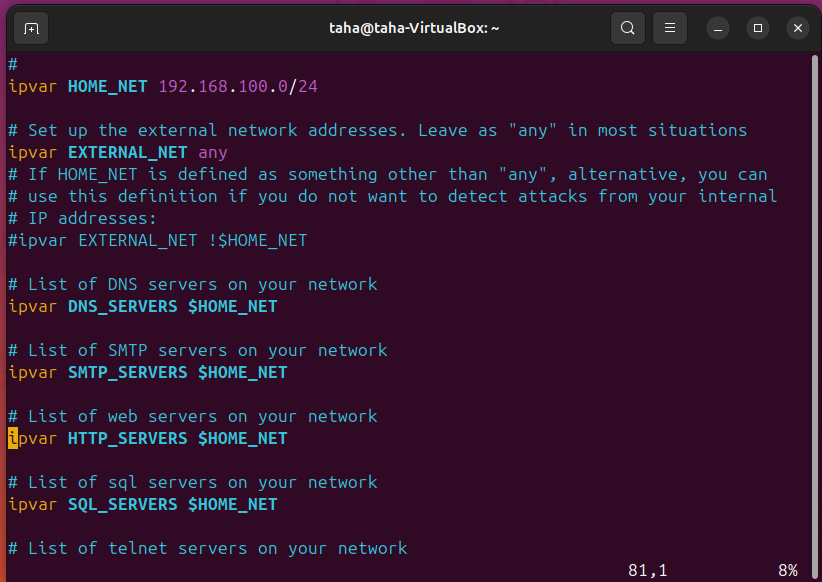 taha@taha-VirtualBox: ~
#
ipvar HOME_NET 192.168.100.0/24
# Set up the external network addresses. Leave as "any" in most situations
ipvar EXTERNAL_NET any
# If HOME_NET is defined as something other than "any", alternative, you can
# use this definition if you do not want to detect attacks from your internal
# IP addresses:
#ipvar EXTERNAL_NET !$HOME_NET
# List of DNS servers on your network
ipvar DNS_SERVERS $HOME_NET
# List of SMTP servers on your network
ipvar SMTP_SERVERS $HOME_NET
# List of web servers on your network
ipvar HTTP_SERVERS $HOME_NET
# List of sql servers on your network
ipvar SQL_SERVERS $HOME_NET
# List of telnet servers on your network
81,1 8%